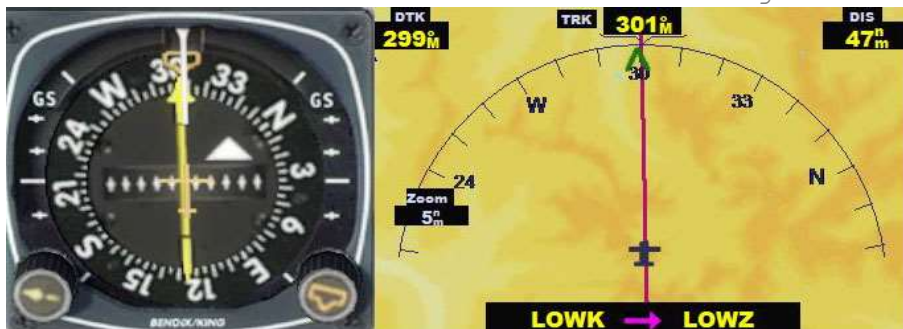 DTK
299°M
TRK
301°M
DIS
47nm
GS
GS
33
N
3
6
E
12
15
S
21
24
W
30
W
30
33
N
24
Zoom
5nm
BENDIX/KING
LOWK → LOWZ